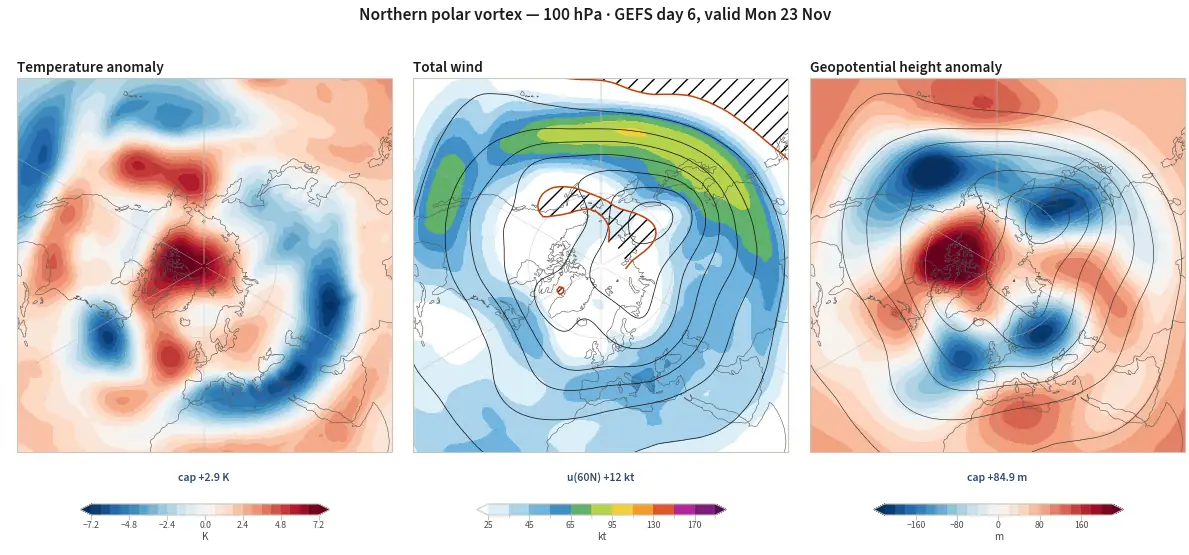 Northern polar vortex — 100 hPa · GEFS day 6, valid Mon 23 Nov
Temperature anomaly
Total wind
Geopotential height anomaly
cap +2.9 K
u(60N) +12 kt
cap +84.9 m
−7.2 −4.8 −2.4 0.0 2.4 4.8 7.2
K
25 45 65 95 130 170
kt
−160 −80 0 80 160
m